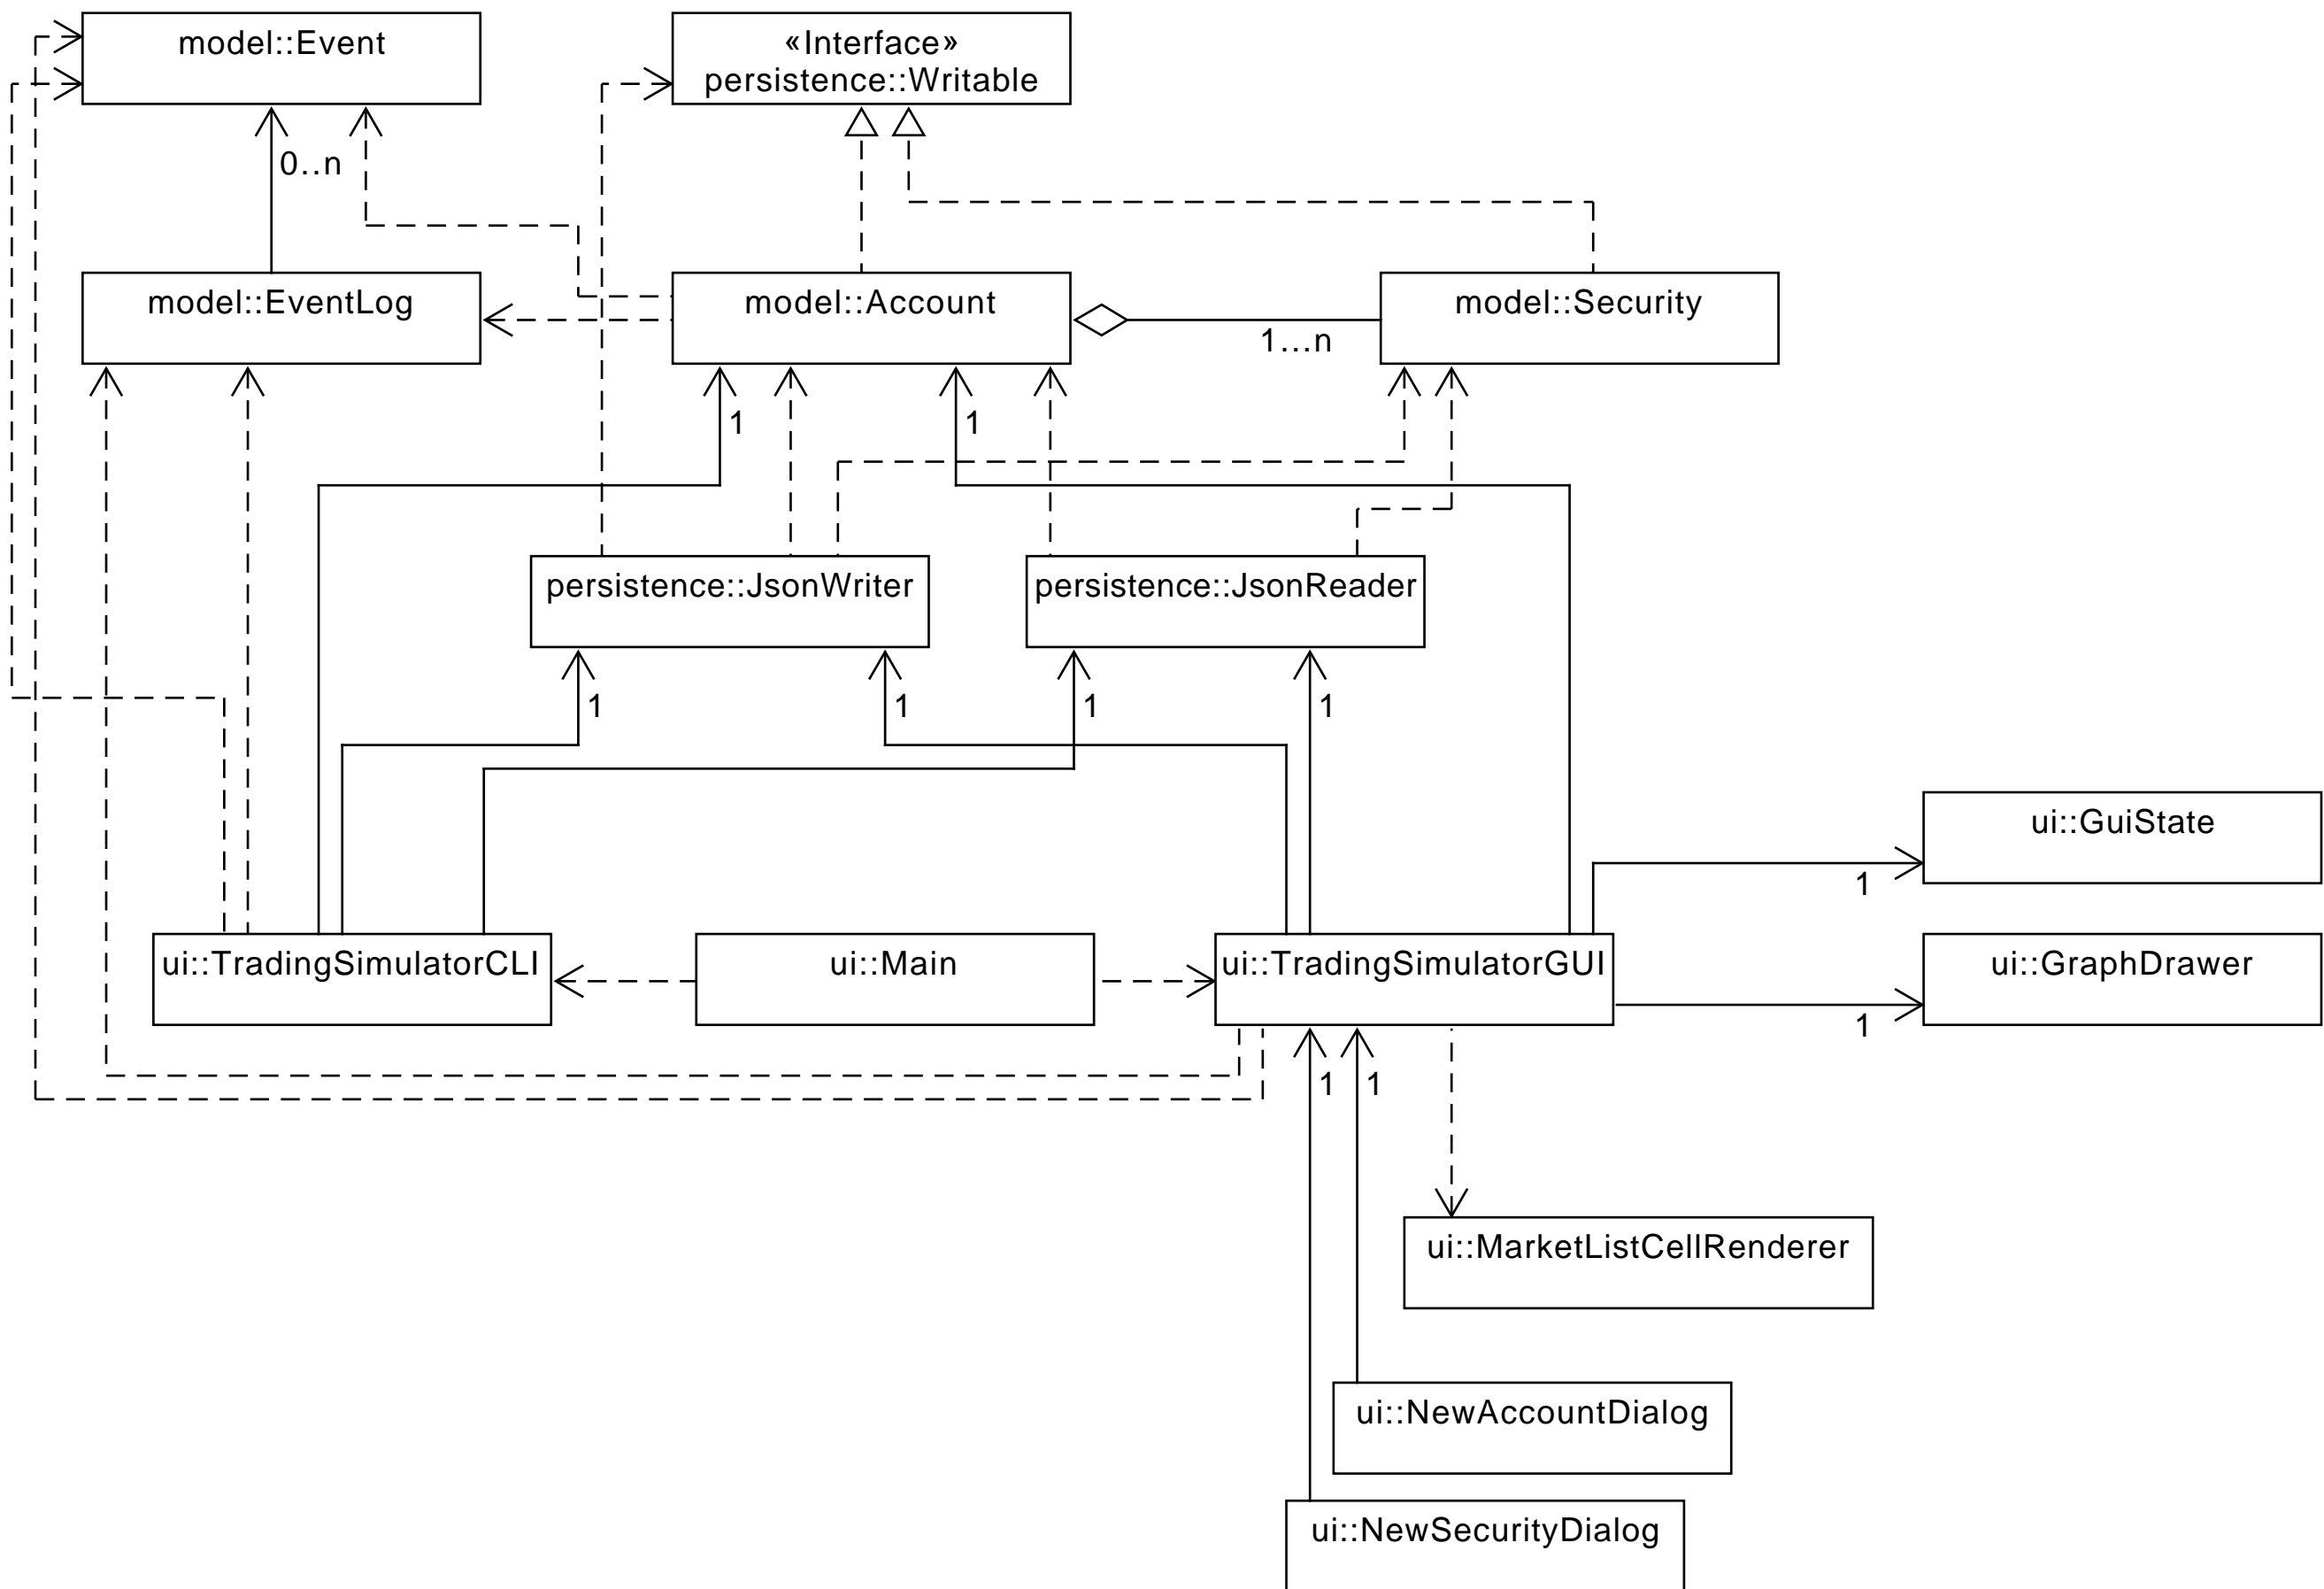 model::Event
«Interface»
persistence::Writable
0..n
model::EventLog
model::Account
model::Security
1...n
1
1
persistence::JsonWriter
persistence::JsonReader
1
1
1
1
ui::GuiState
1
ui::TradingSimulatorCLI
ui::Main
ui::TradingSimulatorGUI
ui::GraphDrawer
1
1
1
ui::MarketListCellRenderer
ui::NewAccountDialog
ui::NewSecurityDialog